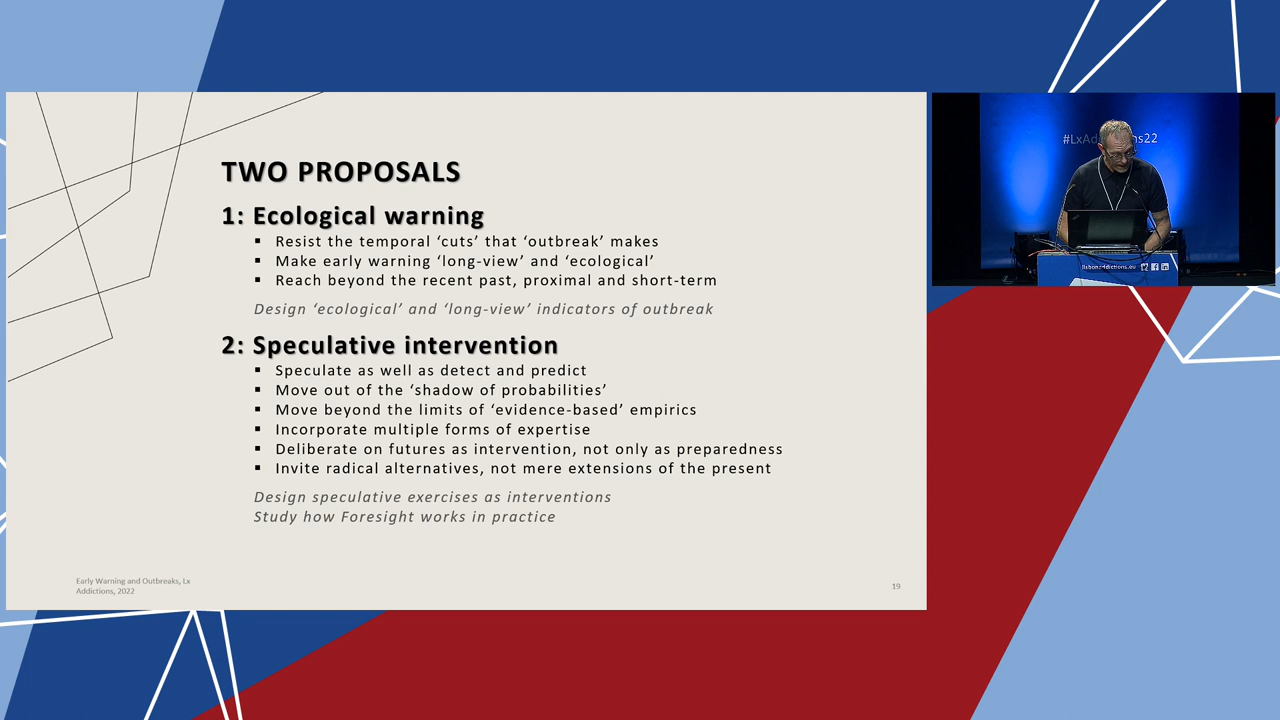 TWO PROPOSALS
1: Ecological warning
▪ Resist the temporal ‘cuts’ that ‘outbreak’ makes
▪ Make early warning ‘long-view’ and ‘ecological’
▪ Reach beyond the recent past, proximal and short-term
Design ‘ecological’ and ‘long-view’ indicators of outbreak
2: Speculative intervention
▪ Speculate as well as detect and predict
▪ Move out of the ‘shadow of probabilities’
▪ Move beyond the limits of ‘evidence-based’ empirics
▪ Incorporate multiple forms of expertise
▪ Deliberate on futures as intervention, not only as preparedness
▪ Invite radical alternatives, not mere extensions of the present
Design speculative exercises as interventions
Study how Foresight works in practice
Early Warning and Outbreaks, Lx
Addictions, 2022
19
#LxAd ns22
lisbonaddictions.eu